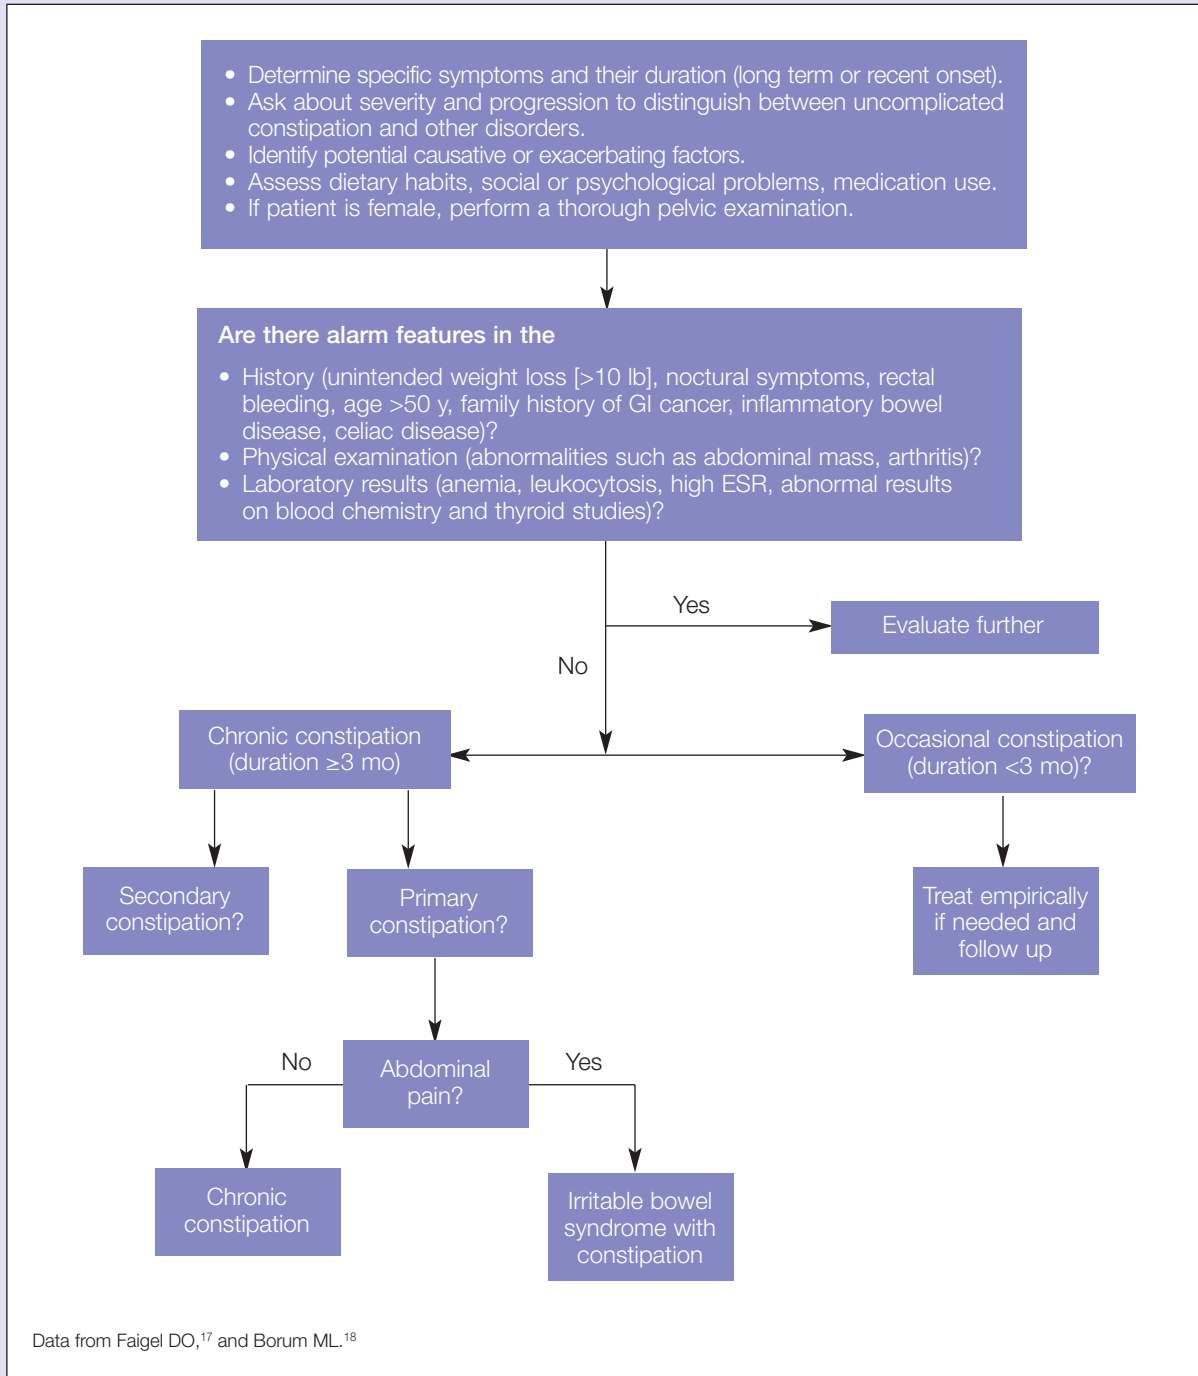 • Determine specific symptoms and their duration (long term or recent onset).
• Ask about severity and progression to distinguish between uncomplicated
constipation and other disorders.
• Identify potential causative or exacerbating factors.
• Assess dietary habits, social or psychological problems, medication use.
• If patient is female, perform a thorough pelvic examination.
Are there alarm features in the
• History (unintended weight loss [>10 lb], noctural symptoms, rectal
bleeding, age >50 y, family history of GI cancer, inflammatory bowel
disease, celiac disease)?
• Physical examination (abnormalities such as abdominal mass, arthritis)?
• Laboratory results (anemia, leukocytosis, high ESR, abnormal results
on blood chemistry and thyroid studies)?
Yes
Evaluate further
No
Chronic constipation
(duration ≥3 mo)
Occasional constipation
(duration <3 mo)?
Secondary
constipation?
Primary
constipation?
Treat empirically
if needed and
follow up
No
Abdominal
pain?
Yes
Chronic
constipation
Irritable bowel
syndrome with
constipation
Data from Faigel DO,17 and Borum ML.18